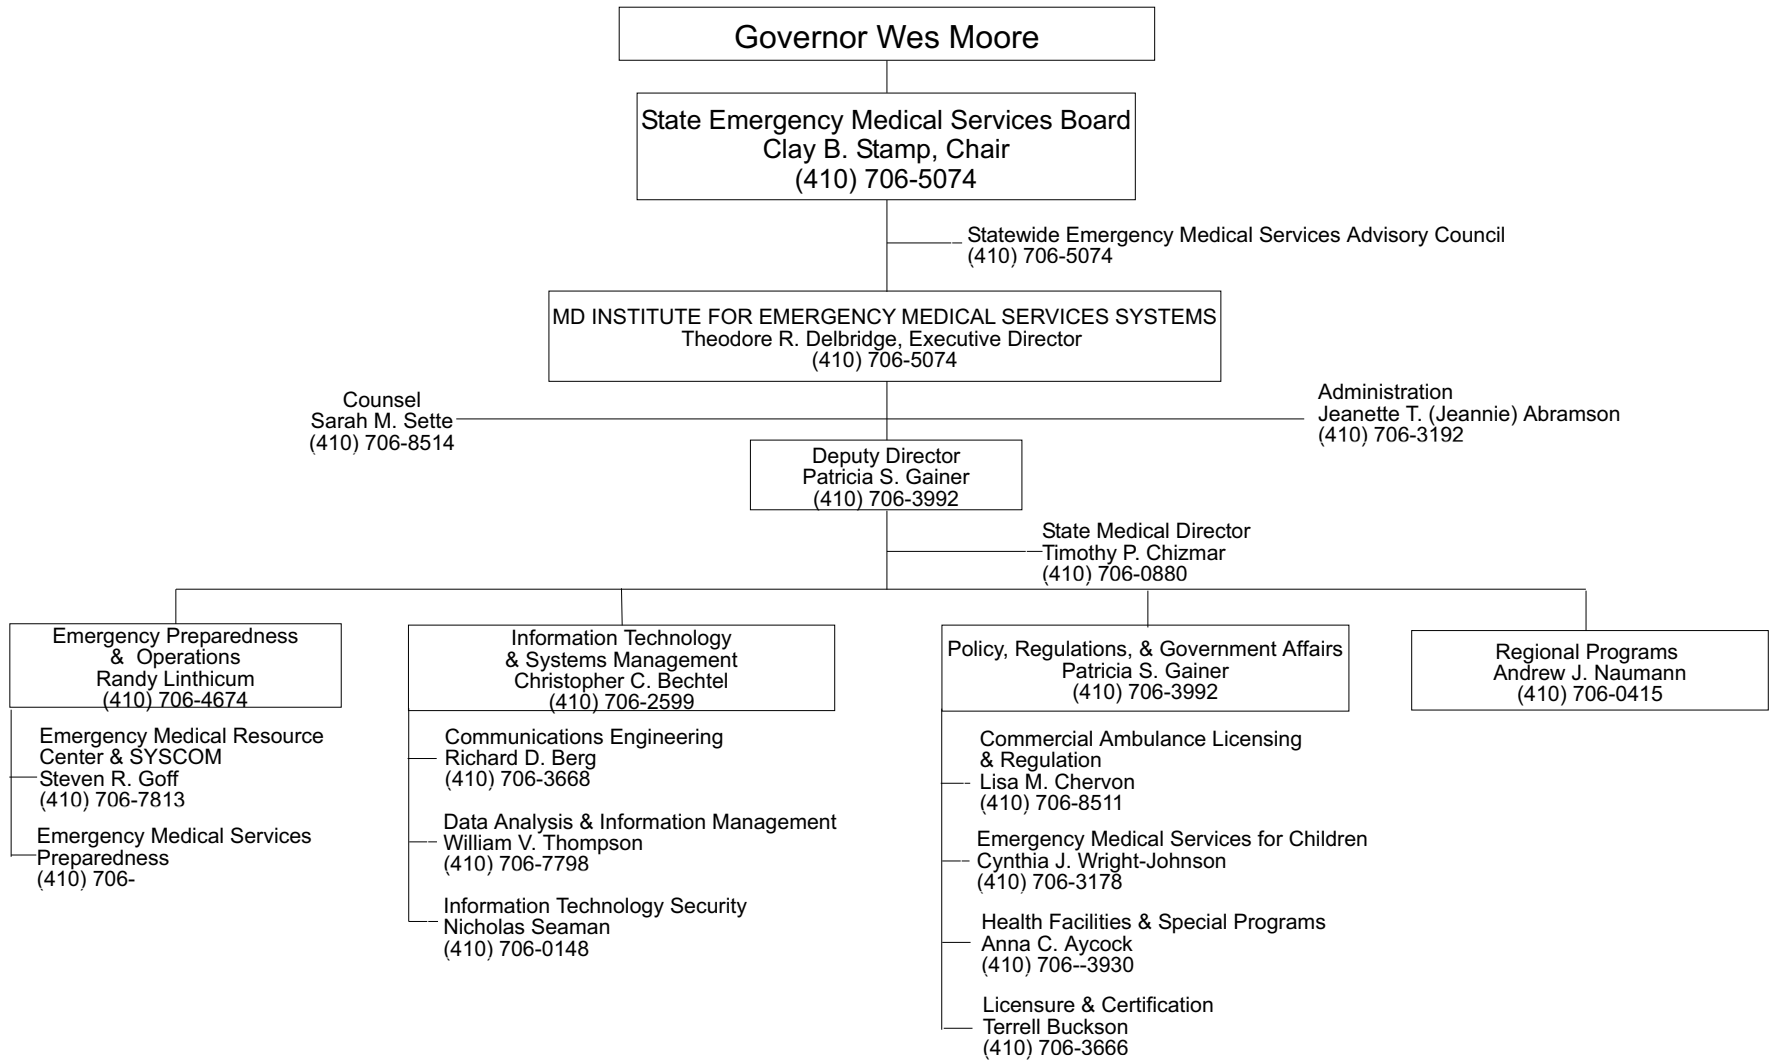 Governor Wes Moore
State Emergency Medical Services Board
Clay B. Stamp, Chair
(410) 706-5074
Statewide Emergency Medical Services Advisory Council
(410) 706-5074
MD INSTITUTE FOR EMERGENCY MEDICAL SERVICES SYSTEMS
Theodore R. Delbridge, Executive Director
(410) 706-5074
Counsel
Sarah M. Sette
(410) 706-8514
Administration
Jeanette T. (Jeannie) Abramson
(410) 706-3192
Deputy Director
Patricia S. Gainer
(410) 706-3992
State Medical Director
Timothy P. Chizmar
(410) 706-0880
Emergency Preparedness
& Operations
Randy Linthicum
(410) 706-4674
Emergency Medical Resource
Center & SYSCOM
Steven R. Goff
(410) 706-7813
Emergency Medical Services
Preparedness
(410) 706-
Information Technology
& Systems Management
Christopher C. Bechtel
(410) 706-2599
Communications Engineering
Richard D. Berg
(410) 706-3668
Data Analysis & Information Management
William V. Thompson
(410) 706-7798
Information Technology Security
Nicholas Seaman
(410) 706-0148
Policy, Regulations, & Government Affairs
Patricia S. Gainer
(410) 706-3992
Commercial Ambulance Licensing
& Regulation
Lisa M. Chervon
(410) 706-8511
Emergency Medical Services for Children
Cynthia J. Wright-Johnson
(410) 706-3178
Health Facilities & Special Programs
Anna C. Aycock
(410) 706--3930
Licensure & Certification
Terrell Buckson
(410) 706-3666
Regional Programs
Andrew J. Naumann
(410) 706-0415